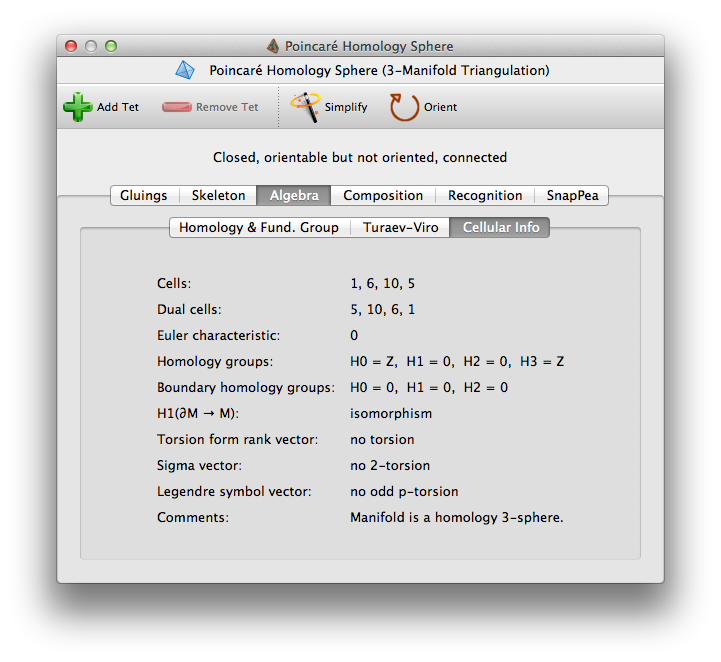 Poincaré Homology Sphere
Poincaré Homology Sphere (3-Manifold Triangulation)
Add Tet Remove Tet Simplify Orient
Closed, orientable but not oriented, connected
Gluings Skeleton Algebra Composition Recognition SnapPea
Homology & Fund. Group Turaev-Viro Cellular Info
Cells: 1, 6, 10, 5
Dual cells: 5, 10, 6, 1
Euler characteristic: 0
Homology groups: H0 = Z, H1 = 0, H2 = 0, H3 = Z
Boundary homology groups: H0 = 0, H1 = 0, H2 = 0
H1(∂M → M): isomorphism
Torsion form rank vector: no torsion
Sigma vector: no 2-torsion
Legendre symbol vector: no odd p-torsion
Comments: Manifold is a homology 3-sphere.